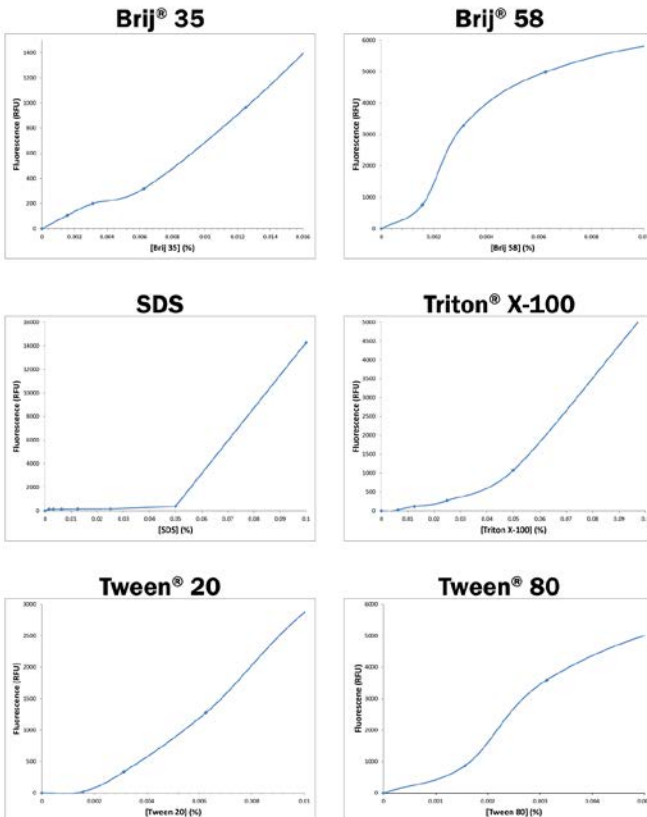 Brij® 35
Fluorescence (RFU)
1400
1200
1000
800
600
400
200
0
0 0.002 0.004 0.006 0.008 0.01 0.012 0.014 0.016
[Brij 35] (%)
Brij® 58
Fluorescence (RFU)
6000
5000
4000
3000
2000
1000
0
0 0.002 0.004 0.006 0.008
[Brij 58] (%)
SDS
Fluorescence (RFU)
16000
14000
12000
10000
8000
6000
4000
2000
0
0 0.01 0.02 0.03 0.04 0.05 0.06 0.07 0.08 0.09 0.1
[SDS] (%)
Triton® X-100
Fluorescence (RFU)
5000
4500
4000
3500
3000
2500
2000
1500
1000
500
0
0 0.01 0.02 0.03 0.04 0.05 0.06 0.07 0.08 0.09
[Triton X-100] (%)
Tween® 20
Fluorescence (RFU)
3000
2500
2000
1500
1000
500
0
0 0.002 0.004 0.006 0.008 0.01
[Tween 20] (%)
Tween® 80
Fluorescence (RFU)
6000
5000
4000
3000
2000
1000
0
0 0.001 0.002 0.003 0.004
[Tween 80] (%)